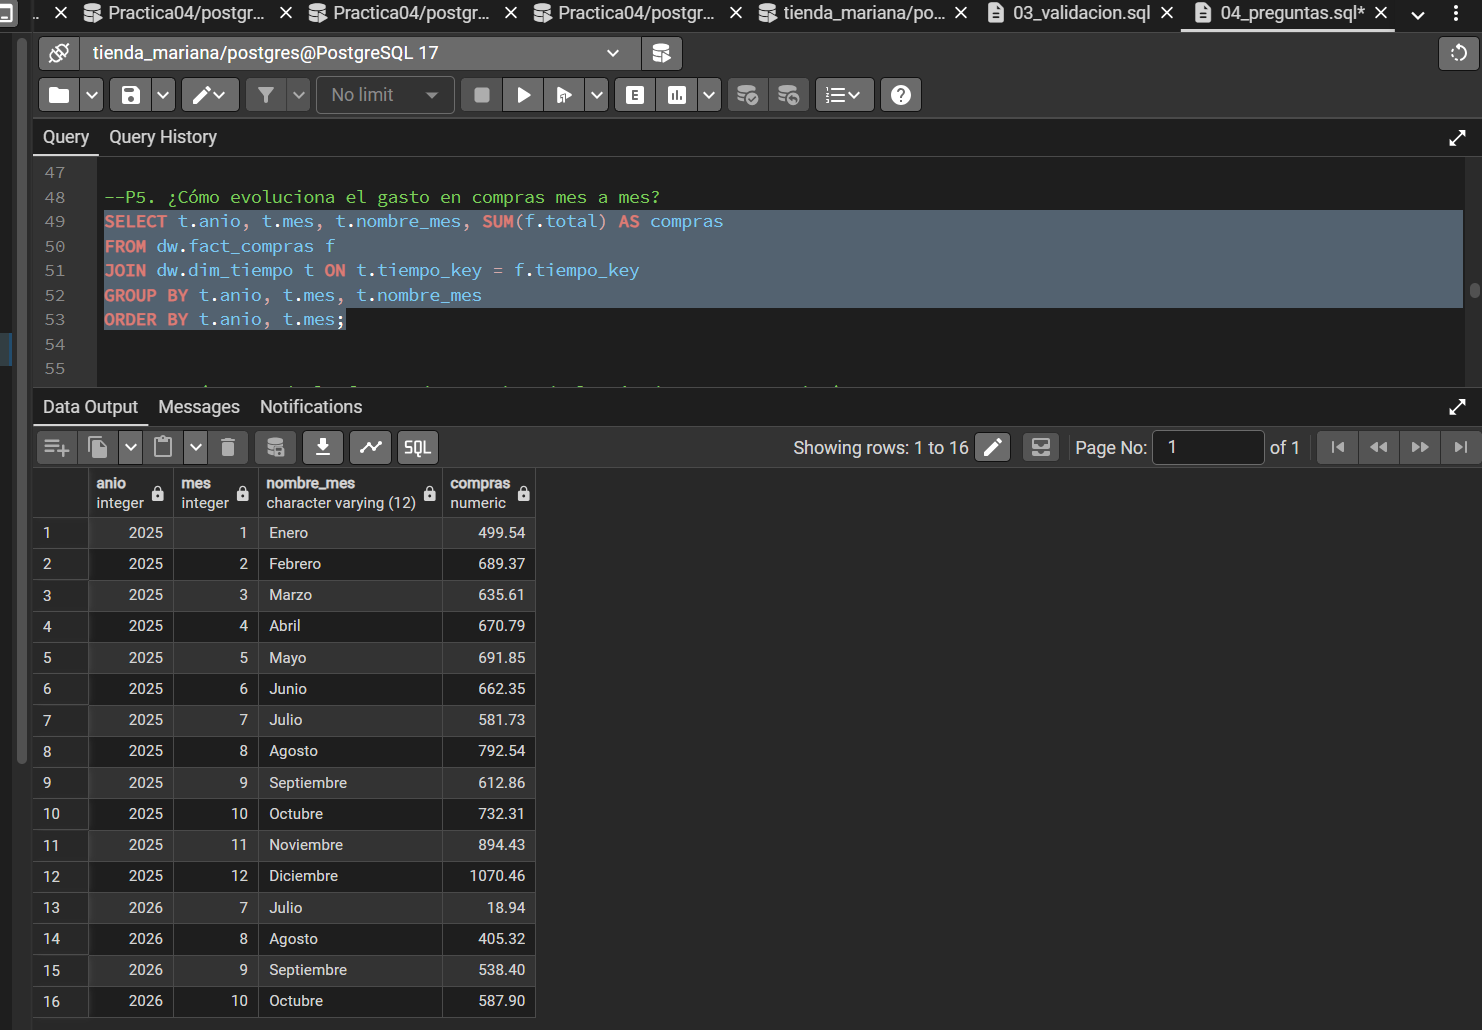 Practica04/postgr...
Practica04/postgr...
Practica04/postgr...
tienda_mariana/po...
03_validacion.sql
04_preguntas.sql*
tienda_mariana/postgres@PostgreSQL 17
No limit
E
Query
Query History
47
48 --P5. ¿Cómo evoluciona el gasto en compras mes a mes?
49 SELECT t.anio, t.mes, t.nombre_mes, SUM(f.total) AS compras
50 FROM dw.fact_compras f
51 JOIN dw.dim_tiempo t ON t.tiempo_key = f.tiempo_key
52 GROUP BY t.anio, t.mes, t.nombre_mes
53 ORDER BY t.anio, t.mes;
54
55
Data Output Messages Notifications
SQL Showing rows: 1 to 16 Page No: 1 of 1
anio mes nombre_mes compras
integer integer character varying (12) numeric
1 2025 1 Enero 499.54
2 2025 2 Febrero 689.37
3 2025 3 Marzo 635.61
4 2025 4 Abril 670.79
5 2025 5 Mayo 691.85
6 2025 6 Junio 662.35
7 2025 7 Julio 581.73
8 2025 8 Agosto 792.54
9 2025 9 Septiembre 612.86
10 2025 10 Octubre 732.31
11 2025 11 Noviembre 894.43
12 2025 12 Diciembre 1070.46
13 2026 7 Julio 18.94
14 2026 8 Agosto 405.32
15 2026 9 Septiembre 538.40
16 2026 10 Octubre 587.90